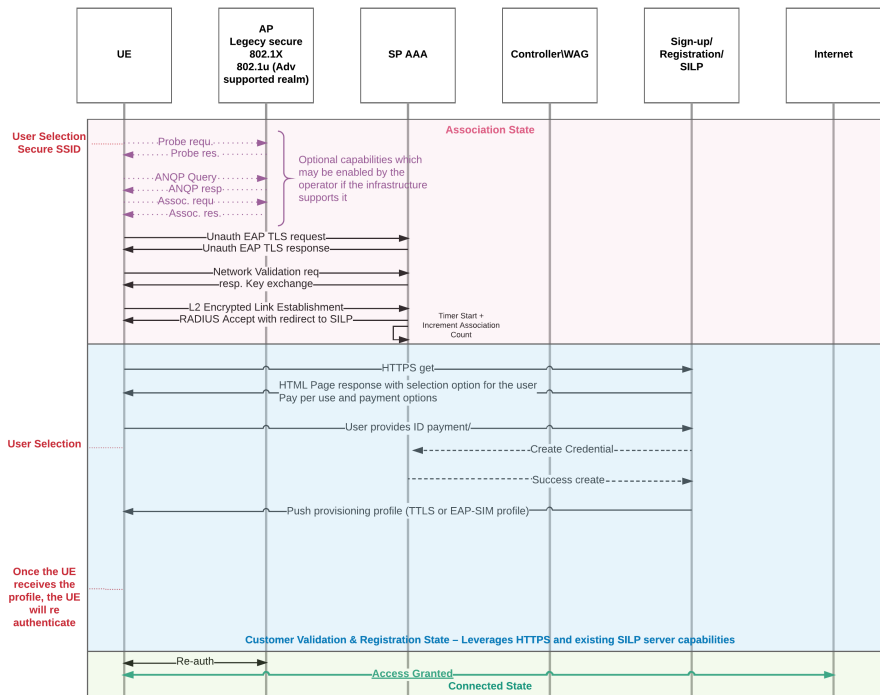 UE
AP
Legecy secure
802.1X
802.1u (Adv
supported realm)
SP AAA
Controller\WAG
Sign-up/
Registration/
SILP
Internet
Association State
User Selection
Secure SSID
Probe requ.
Probe res.
ANQP Query
ANQP resp
Assoc. requ
Assoc. res.
Optional capabilities which
may be enabled by the
operator if the infrastructure
supports it
Unauth EAP TLS request
Unauth EAP TLS response
Network Validation req
resp. Key exchange
L2 Encrypted Link Establishment
RADIUS Accept with redirect to SILP
Timer Start +
Increment Association
Count
HTTPS get
HTML Page response with selection option for the user
Pay per use and payment options
User provides ID payment/
User Selection
Create Credential
Success create
Push provisioning profile (TTLS or EAP-SIM profile)
Once the UE
receives the
profile, the UE
will re
authenticate
Customer Validation & Registration State – Leverages HTTPS and existing SILP server capabilities
Re-auth
Access Granted
Connected State